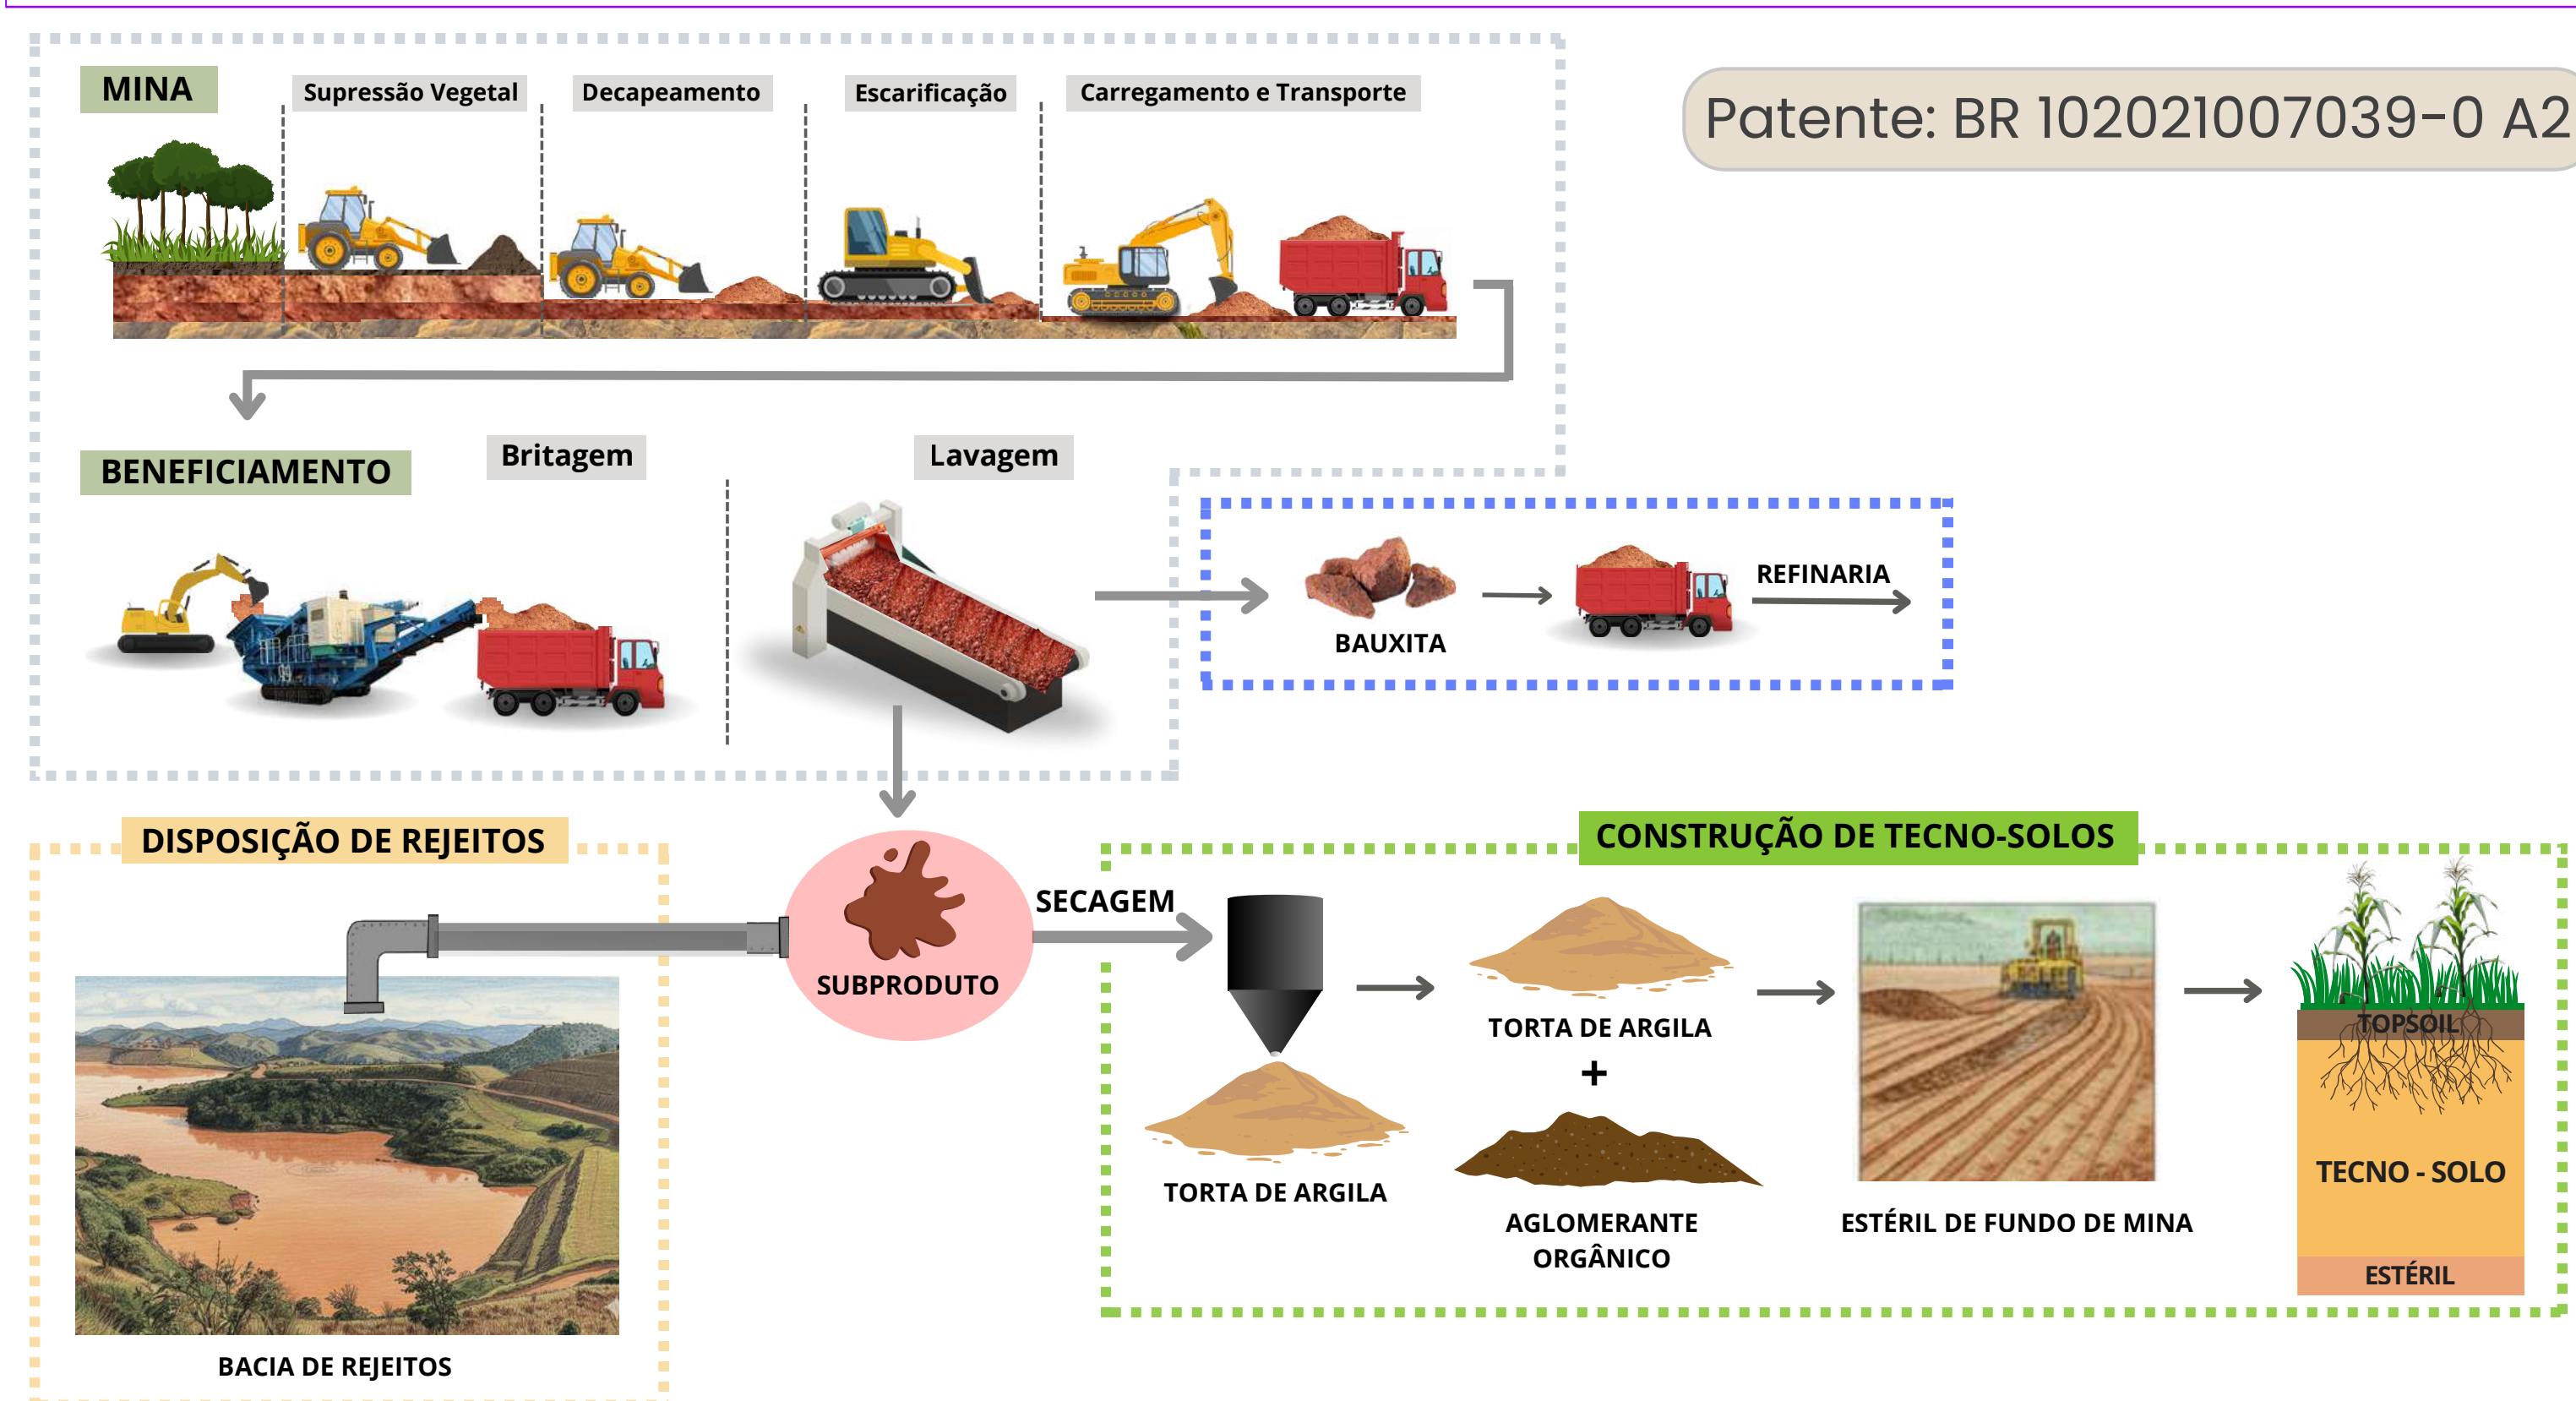 MINA
Supressão Vegetal
Decapeamento
Escarificação
Carregamento e Transporte
Patente: BR 102021007039-0 A2
BENEFICIAMENTO
Britagem
Lavagem
BAUXITA
REFINARIA
DISPOSIÇÃO DE REJEITOS
BACIA DE REJEITOS
SUBPRODUTO
SECAGEM
CONSTRUÇÃO DE TECNO-SOLOS
TORTA DE ARGILA
TORTA DE ARGILA
+
AGLOMERANTE
ORGÂNICO
ESTÉRIL DE FUNDO DE MINA
TOPSOIL
TECNO - SOLO
ESTÉRIL